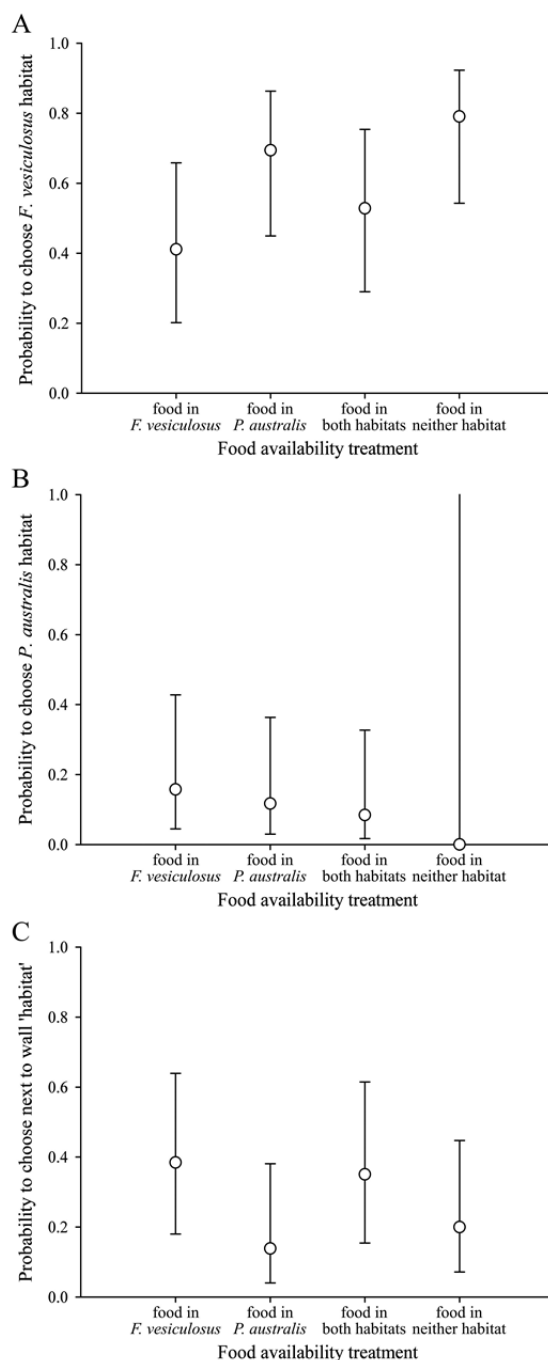 A
Probability to choose F. vesiculosus habitat
1.0
0.8
0.6
0.4
0.2
0.0
food in food in food in food in
F. vesiculosus P. australis both habitats neither habitat
Food availability treatment
B
Probability to choose P. australis habitat
1.0
0.8
0.6
0.4
0.2
0.0
food in food in food in food in
F. vesiculosus P. australis both habitats neither habitat
Food availability treatment
C
Probability to choose next to wall 'habitat'
1.0
0.8
0.6
0.4
0.2
0.0
food in food in food in food in
F. vesiculosus P. australis both habitats neither habitat
Food availability treatment